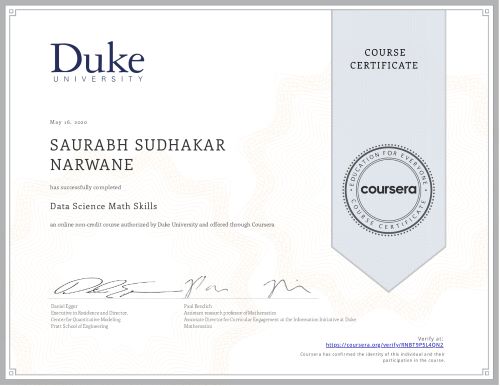 Duke
UNIVERSITY
COURSE
CERTIFICATE
May 16, 2020
SAURABH SUDHAKAR
NARWANE
has successfully completed
Data Science Math Skills
an online non-credit course authorized by Duke University and offered through Coursera
EDUCATION FOR EVERYONE
coursera
COURSE CERTIFICATE
Daniel Egger
Executive in Residence and Director,
Center for Quantitative Modeling
Pratt School of Engineering
Paul Bendich
Assistant research professor of Mathematics
Associate Director for Curricular Engagement at the Information Initiative at Duke
Mathematics
Verify at:
https://coursera.org/verify/RNBT9P5L4QN2
Coursera has confirmed the identity of this individual and their
participation in the course.